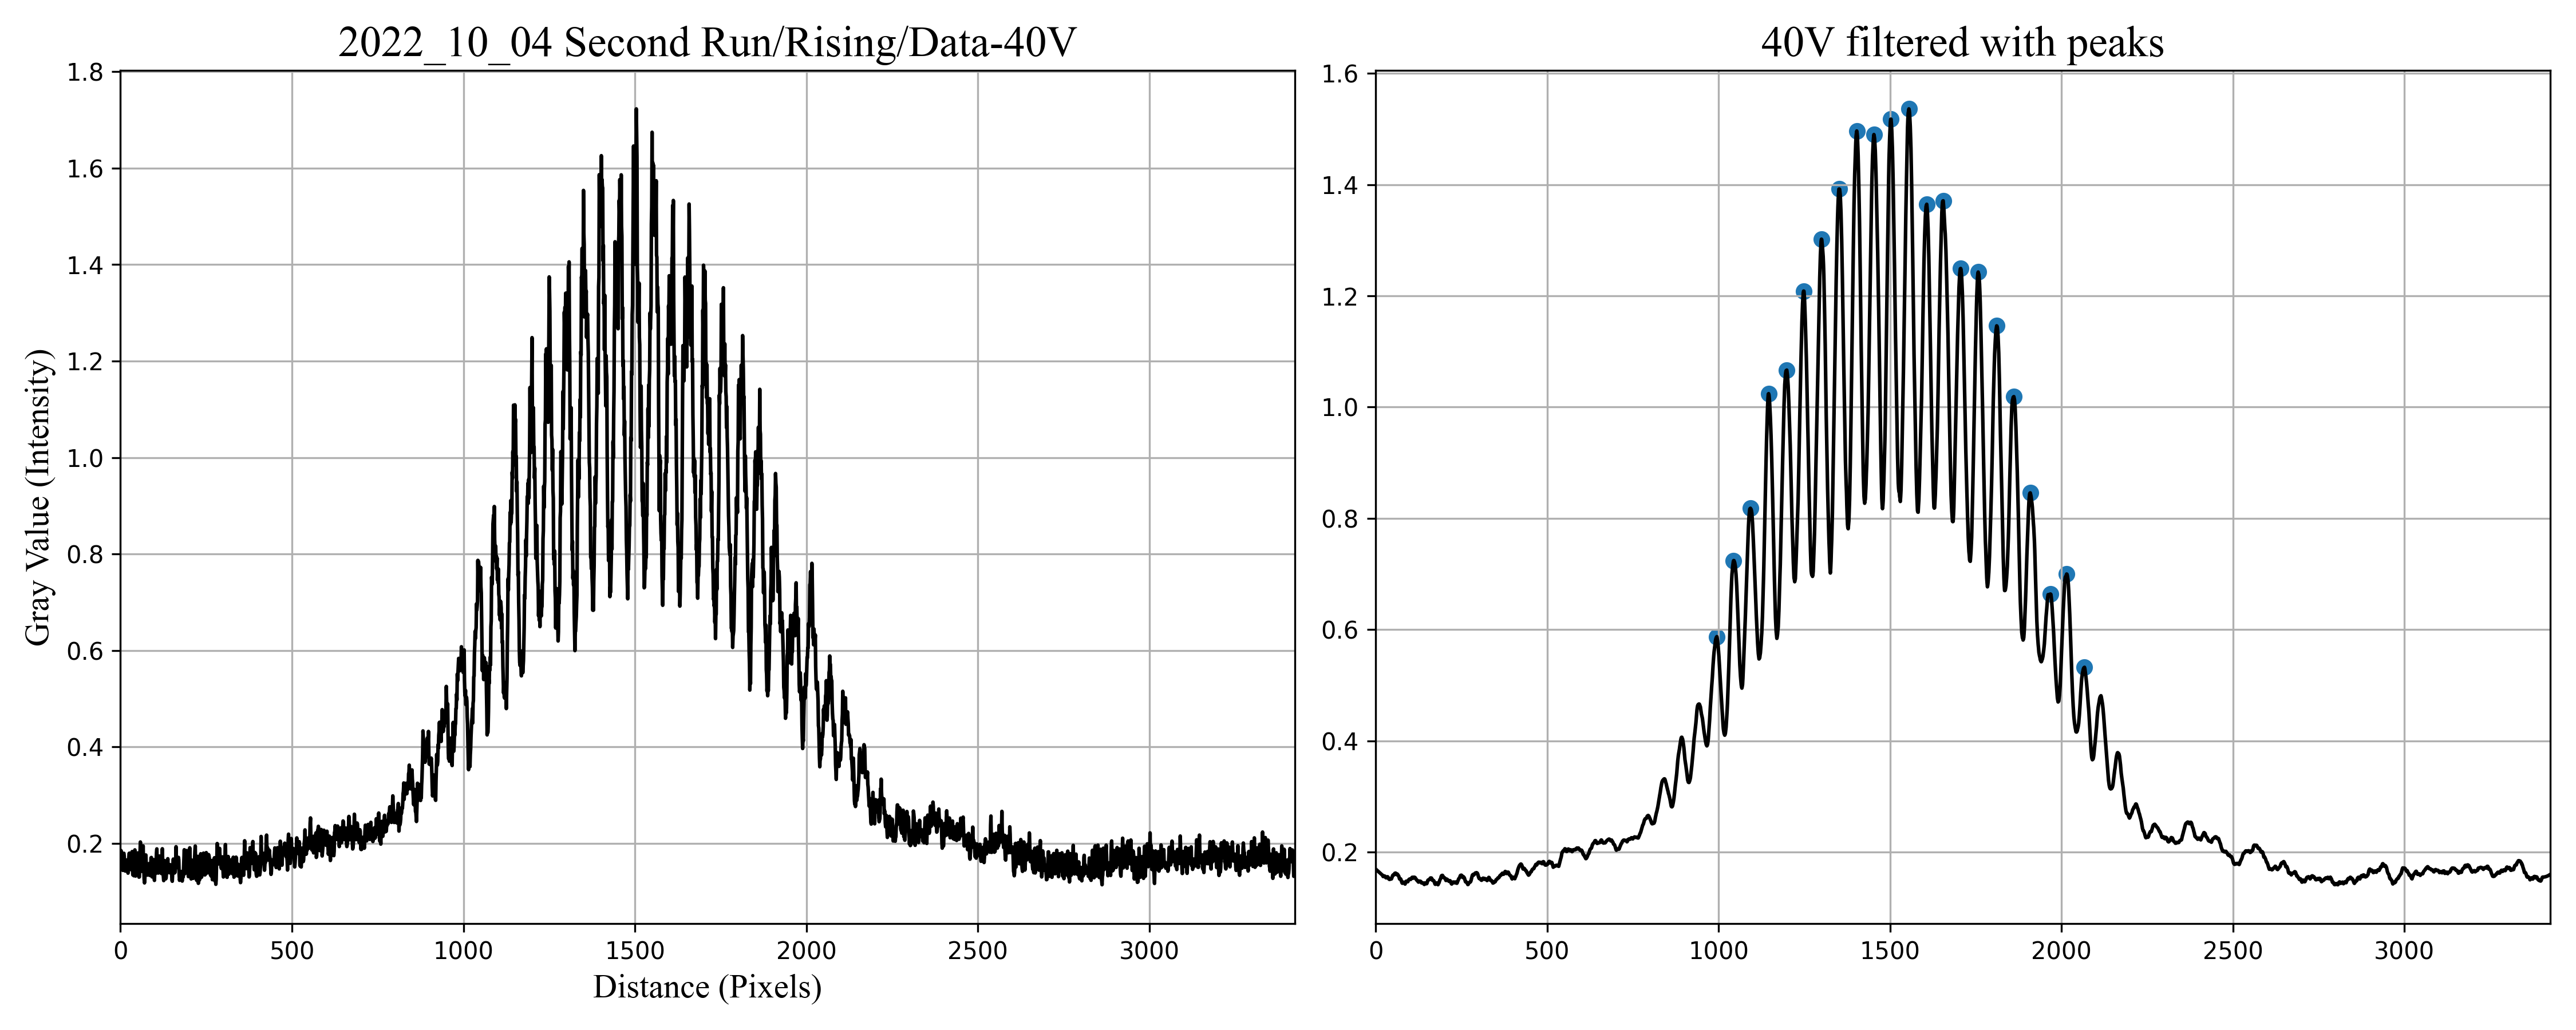 2022_10_04 Second Run/Rising/Data-40V
1.8
1.6
1.4
1.2
1.0
0.8
0.6
0.4
0.2
Gray Value (Intensity)
0 500 1000 1500 2000 2500 3000
Distance (Pixels)
40V filtered with peaks
1.6
1.4
1.2
1.0
0.8
0.6
0.4
0.2
0 500 1000 1500 2000 2500 3000